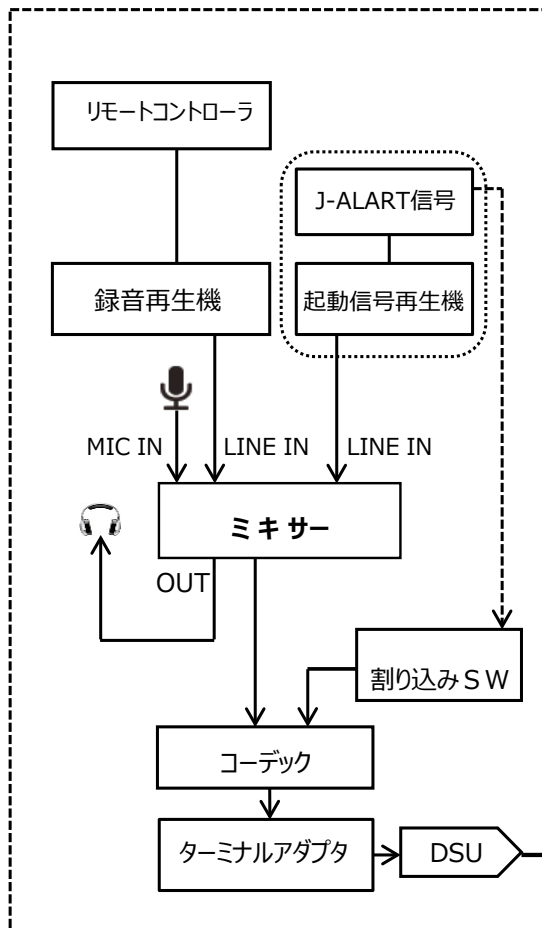 リモートコントローラ
J-ALART信号
録音再生機
起動信号再生機
MIC IN
LINE IN
LINE IN
ミキサー
OUT
割り込みSW
コーデック
ターミナルアダプタ
DSU